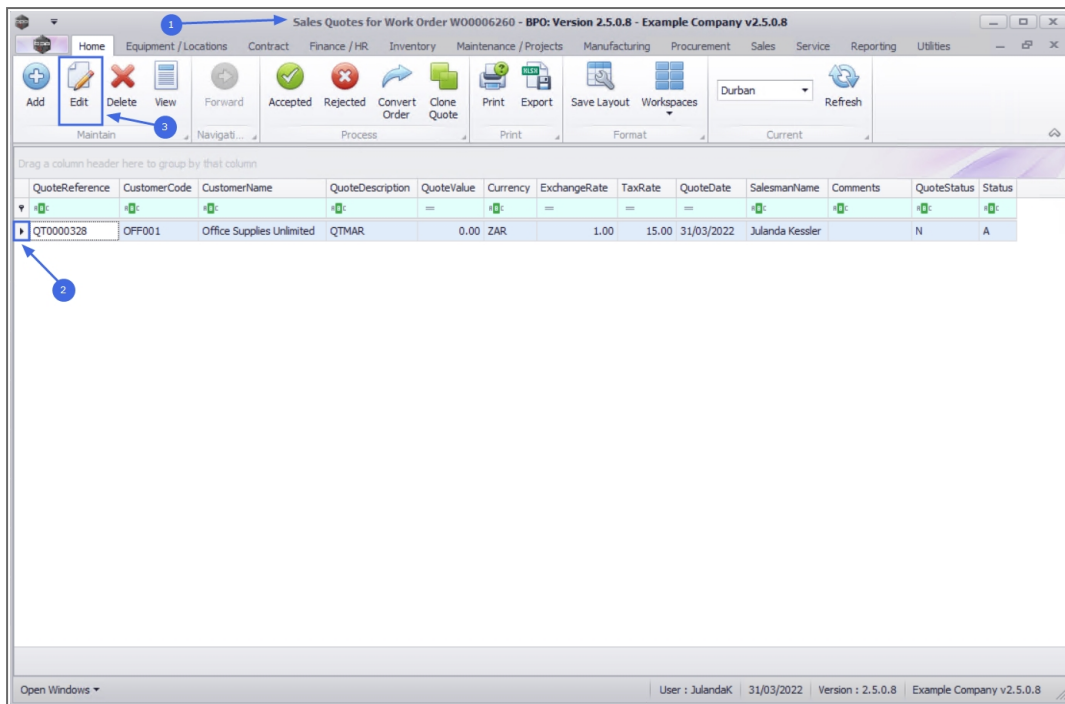 1
Sales Quotes for Work Order WO0006260 - BPO: Version 2.5.0.8 - Example Company v2.5.0.8
Home Equipment / Locations Contract Finance / HR Inventory Maintenance / Projects Manufacturing Procurement Sales Service Reporting Utilities
Add Edit Delete View Forward Accepted Rejected Convert Order Clone Quote Print Export Save Layout Workspaces Durban Refresh
3
Maintain Navigati... Process Print Format Current
Drag a column header here to group by that column
QuoteReference CustomerCode CustomerName QuoteDescription QuoteValue Currency ExchangeRate TaxRate QuoteDate SalesmanName Comments QuoteStatus Status
= = = =
QT0000328 OFF001 Office Supplies Unlimited QTMAR 0.00 ZAR 1.00 15.00 31/03/2022 Julanda Kessler N A
2
Open Windows User : JulandaK 31/03/2022 Version : 2.5.0.8 Example Company v2.5.0.8